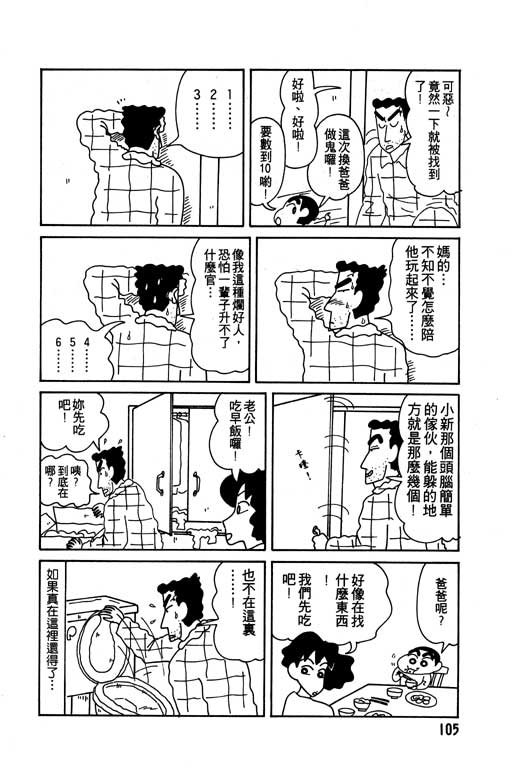 可惡~
竟然一下就被找到
了!
好啦、好啦!
這次換爸爸
做鬼囉!
要數到10喲!
1……
2……
3……
媽的…
不知不覺怎麼陪
他玩起來了……
像我這種爛好人,
恐怕一輩子升不了
什麼官…
4……
5……
6……
小新那個頭腦簡單
的傢伙,能躲的地
方就是那麼幾個!
卡噠!
老公!
吃早飯囉!
妳先吃
吧!
咦?
到底在
哪?
爸爸呢?
好像在找
什麼東西
!
我們先吃
吧!
也不在這裏
……!
如果真在這裡還得了…
105